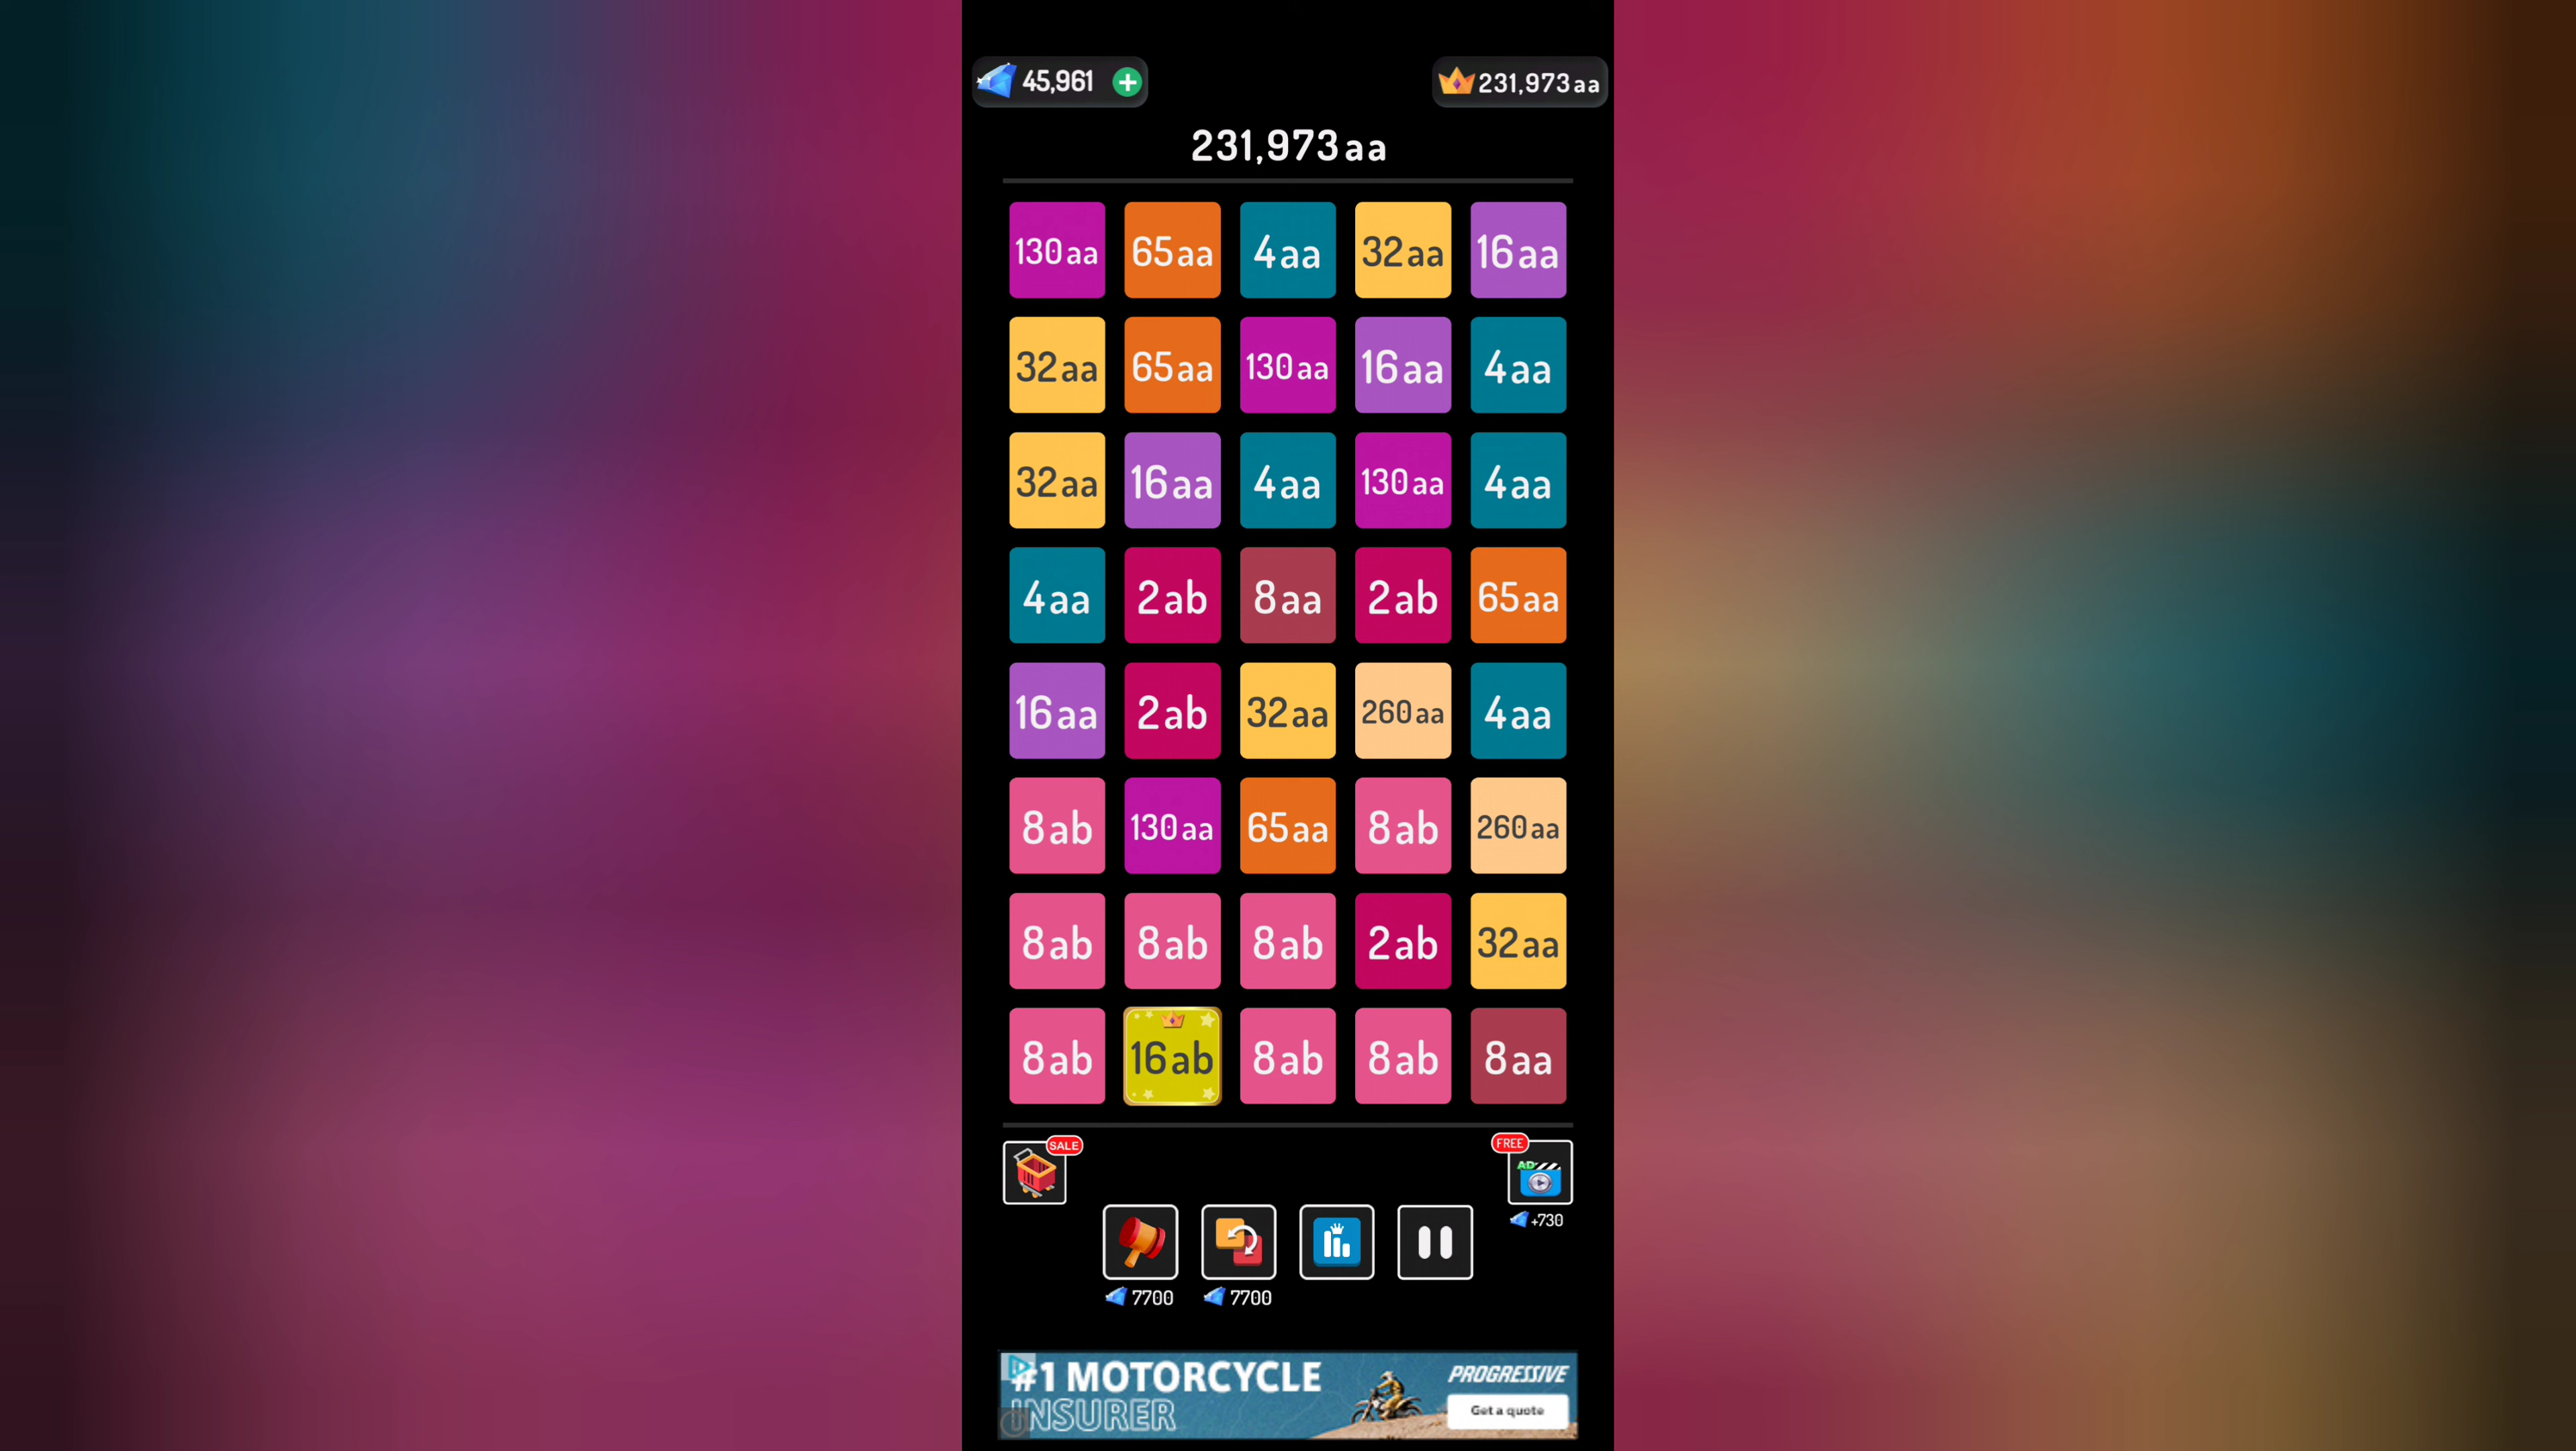 45,961
231,973aa
231,973aa
130aa 65aa 4aa 32aa 16aa
32aa 65aa 130aa 16aa 4aa
32aa 16aa 4aa 130aa 4aa
4aa 2ab 8aa 2ab 65aa
16aa 2ab 32aa 260aa 4aa
8ab 130aa 65aa 8ab 260aa
8ab 8ab 8ab 2ab 32aa
8ab 16ab 8ab 8ab 8aa
SALE FREE
AD
+730
7700 7700
#1 MOTORCYCLE
INSURER
PROGRESSIVE
Get a quote